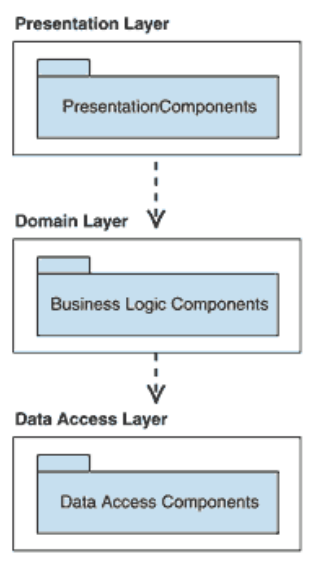 Presentation Layer
PresentationComponents
Domain Layer
Business Logic Components
Data Access Layer
Data Access Components